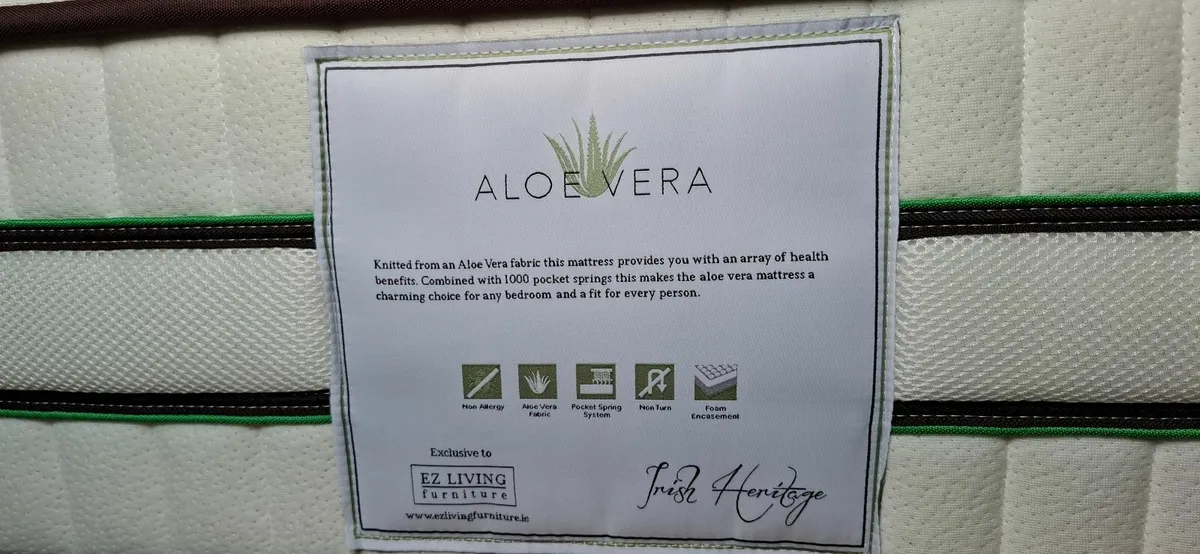 ALOE VERA
Knitted from an Aloe Vera fabric this mattress provides you with an array of health
benefits. Combined with 1000 pocket springs this makes the aloe vera mattress a
charming choice for any bedroom and a fit for every person.
Non Allergy Aloe Vera Fabric Pocket Spring System Non Turn Foam Encasement
Exclusive to
EZ LIVING
furniture
www.ezlivingfurniture.ie
Irish Heritage